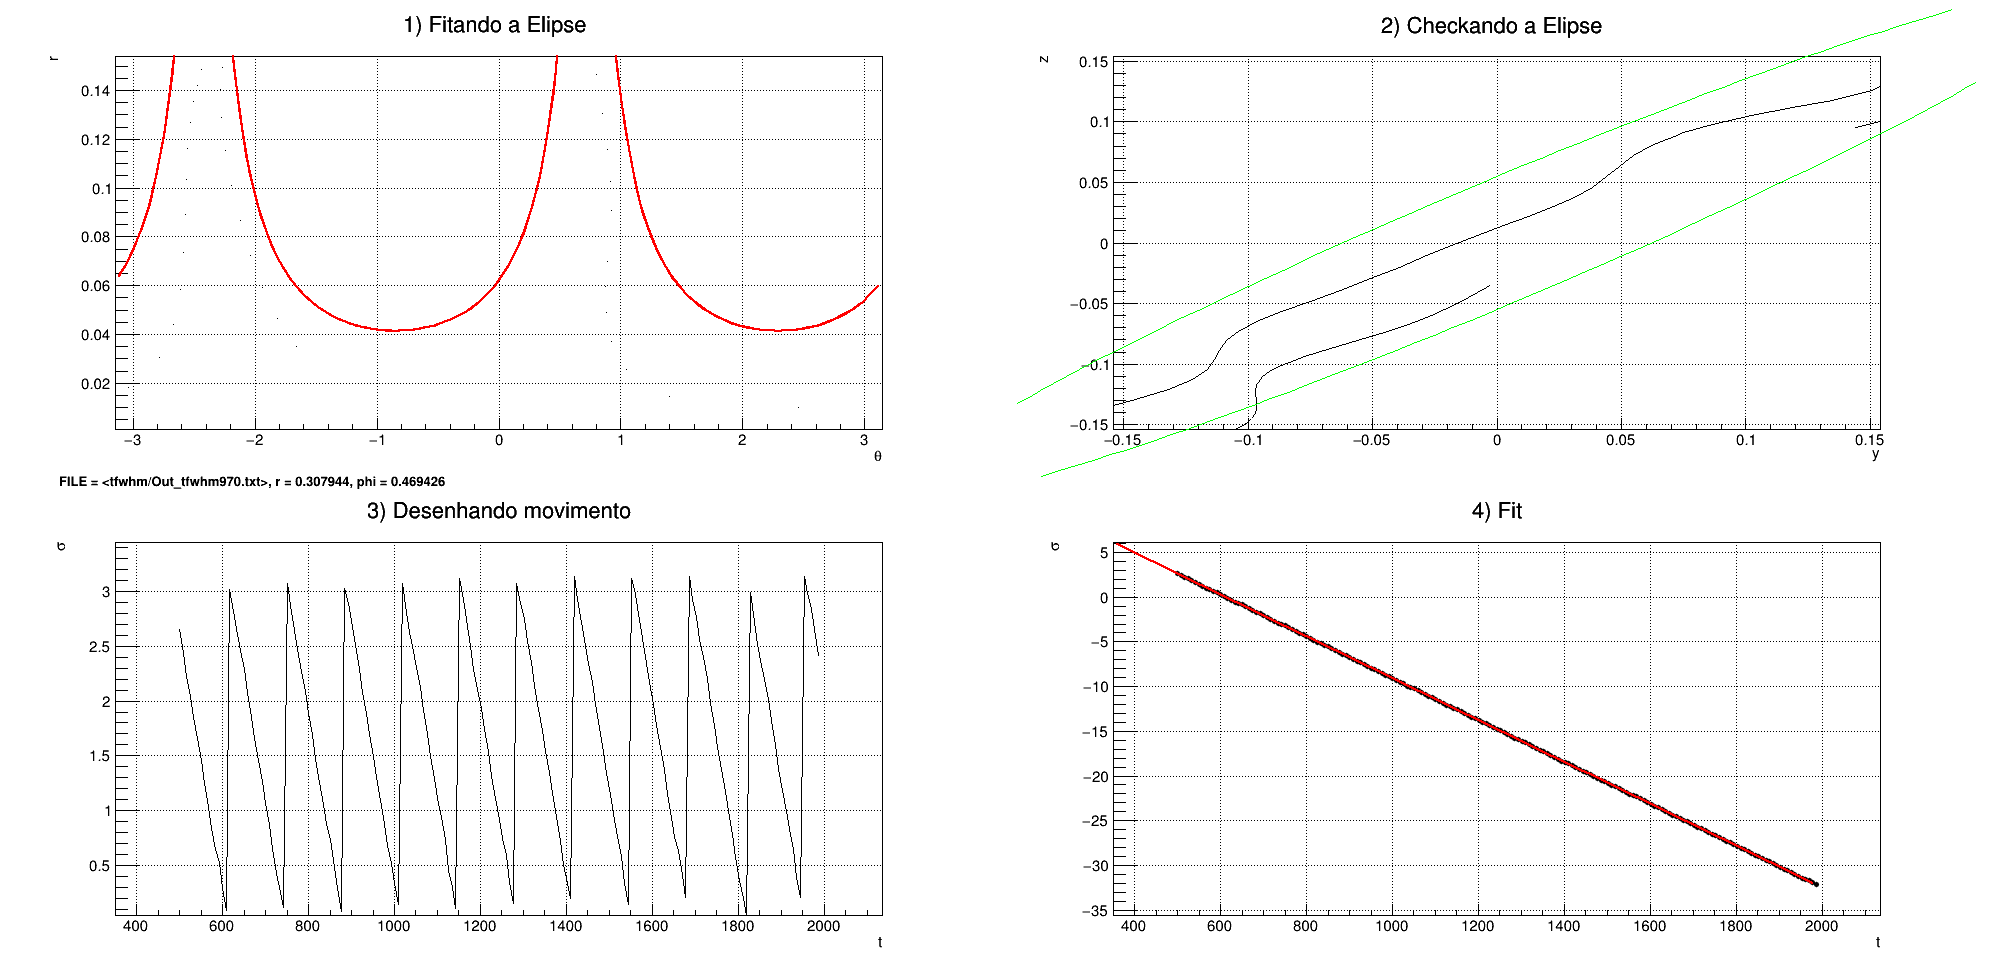 1) Fitando a Elipse
r
0.14
0.12
0.1
0.08
0.06
0.04
0.02
−3 −2 −1 0 1 2 3
θ
2) Checkando a Elipse
z
0.15
0.1
0.05
0
−0.05
−0.1
−0.15
−0.15 −0.1 −0.05 0 0.05 0.1 0.15
y
FILE = <tfwhm/Out_tfwhm970.txt>, r = 0.307944, phi = 0.469426
3) Desenhando movimento
σ
3
2.5
2
1.5
1
0.5
400 600 800 1000 1200 1400 1600 1800 2000
t
4) Fit
σ
5
0
−5
−10
−15
−20
−25
−30
−35
400 600 800 1000 1200 1400 1600 1800 2000
t